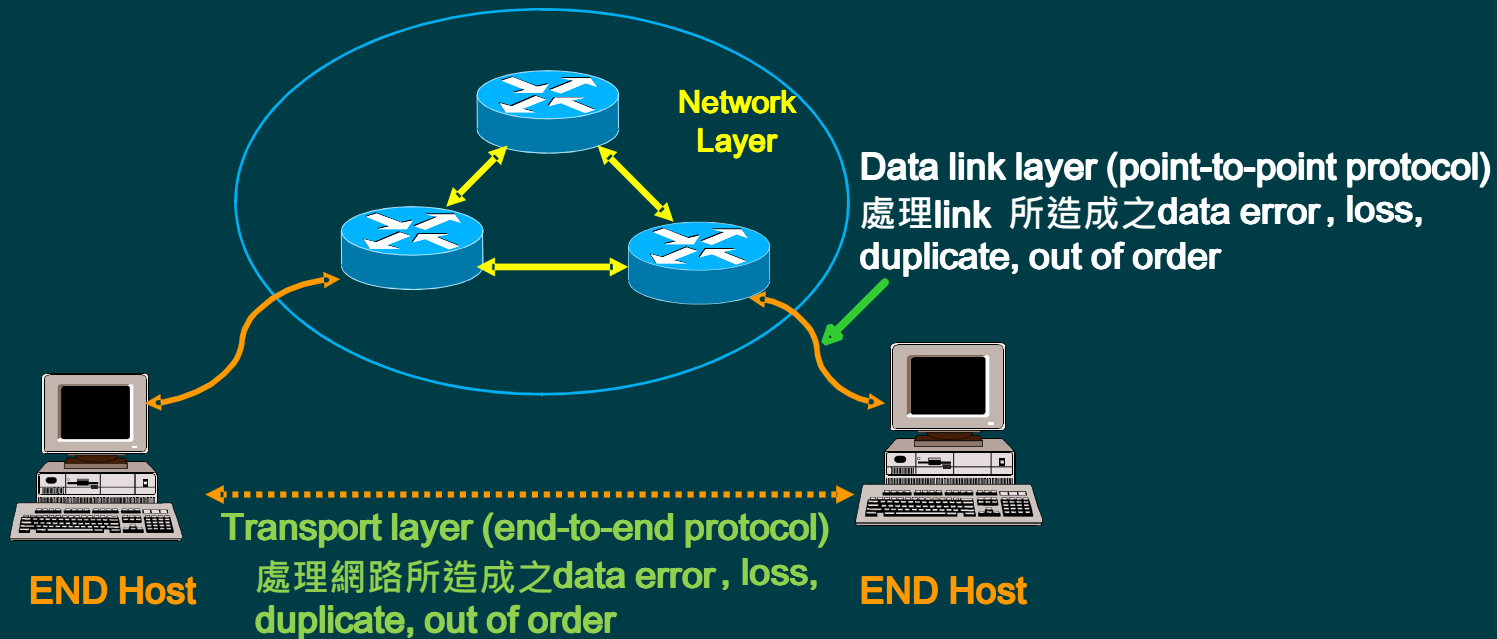 Network
Layer
Data link layer (point-to-point protocol)
處理link 所造成之data error , loss,
duplicate, out of order
Transport layer (end-to-end protocol)
處理網路所造成之data error , loss,
duplicate, out of order
END Host
END Host